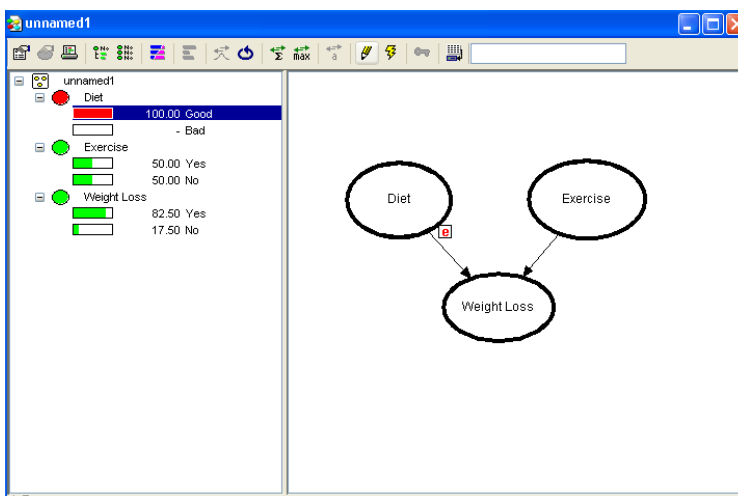 unnamed1
Σ max a
unnamed1
Diet
100.00 Good
- Bad
Exercise
50.00 Yes
50.00 No
Weight Loss
82.50 Yes
17.50 No
Diet
Exercise
e
Weight Loss